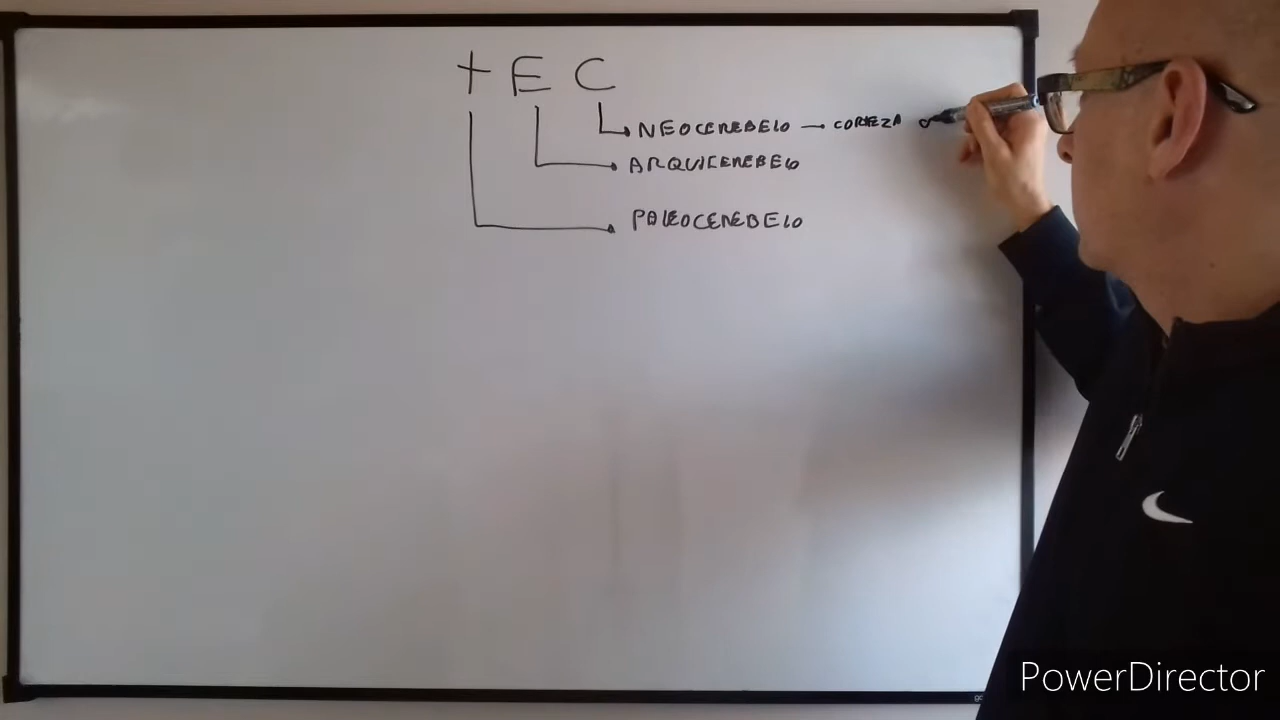 t E C
NEOCEREBELO — CORTEZA
ARQUICEREBELO
PALEOCEREBELO
PowerDirector